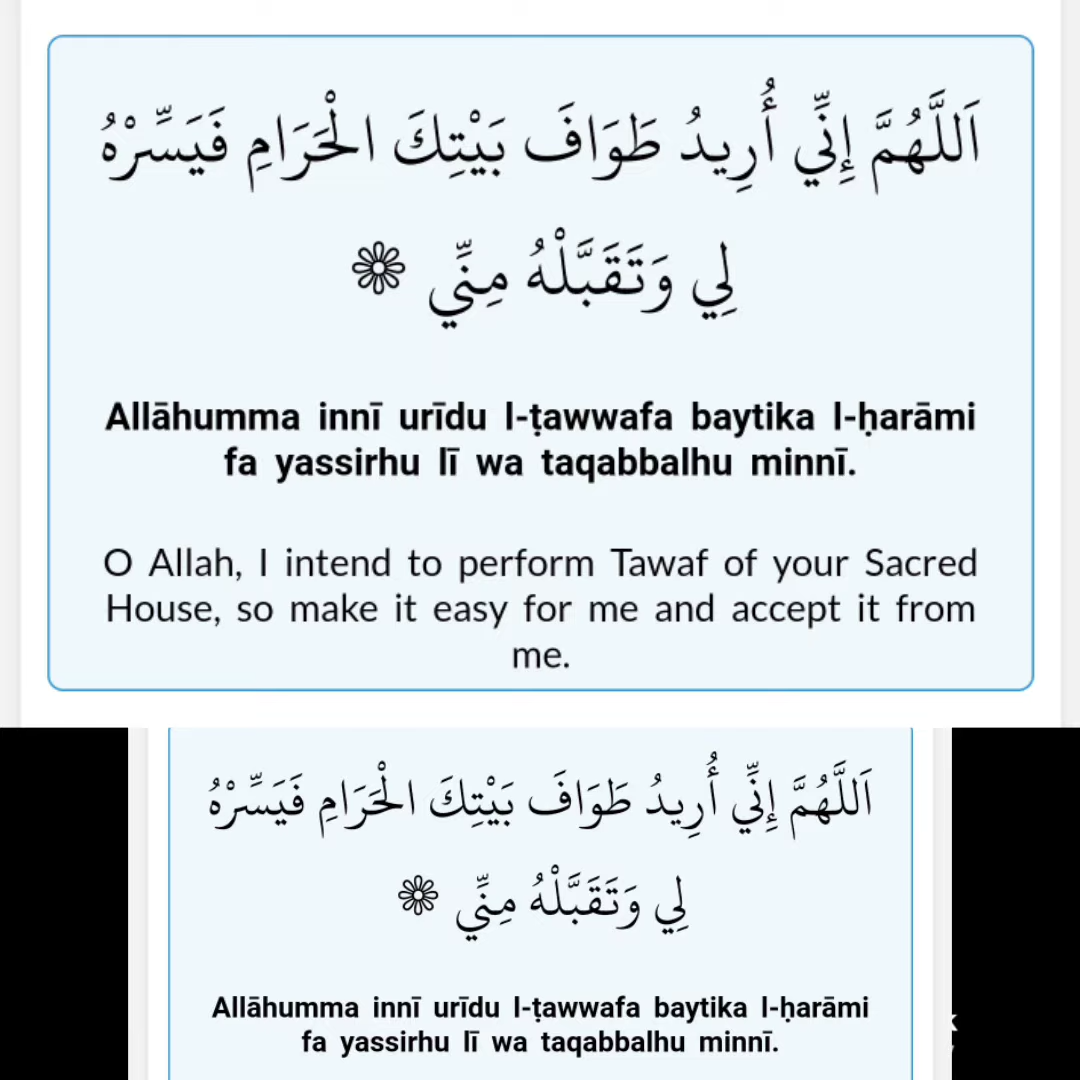 اَللَّهُمَّ إِنِّي أُرِيدُ طَوَافَ بَيْتِكَ الْحَرَامِ فَيَسِّرْهُ
لِي وَتَقَبَّلْهُ مِنِّي ❁
Allāhumma innī urīdu l-ṭawwafa baytika l-ḥarāmi
fa yassirhu lī wa taqabbalhu minnī.
O Allah, I intend to perform Tawaf of your Sacred
House, so make it easy for me and accept it from
me.
اَللَّهُمَّ إِنِّي أُرِيدُ طَوَافَ بَيْتِكَ الْحَرَامِ فَيَسِّرْهُ
لِي وَتَقَبَّلْهُ مِنِّي ❁
Allāhumma innī urīdu l-ṭawwafa baytika l-ḥarāmi
fa yassirhu lī wa taqabbalhu minnī.